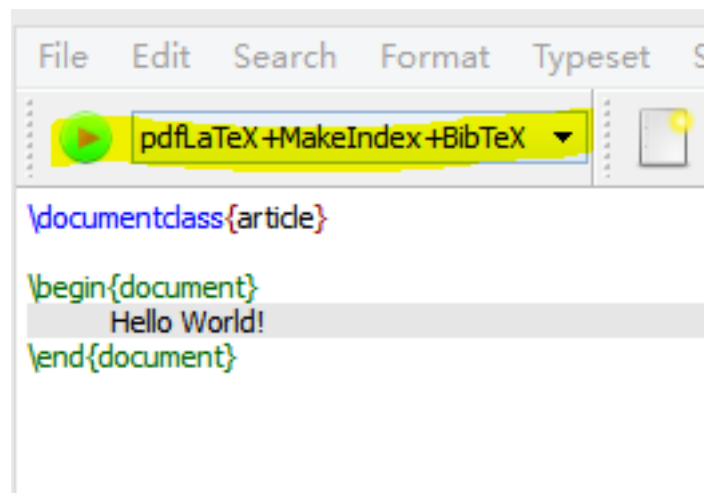 File Edit Search Format Typeset S
pdfLaTeX+MakeIndex+BibTeX
\documentclass{article}
\begin{document}
Hello World!
\end{document}